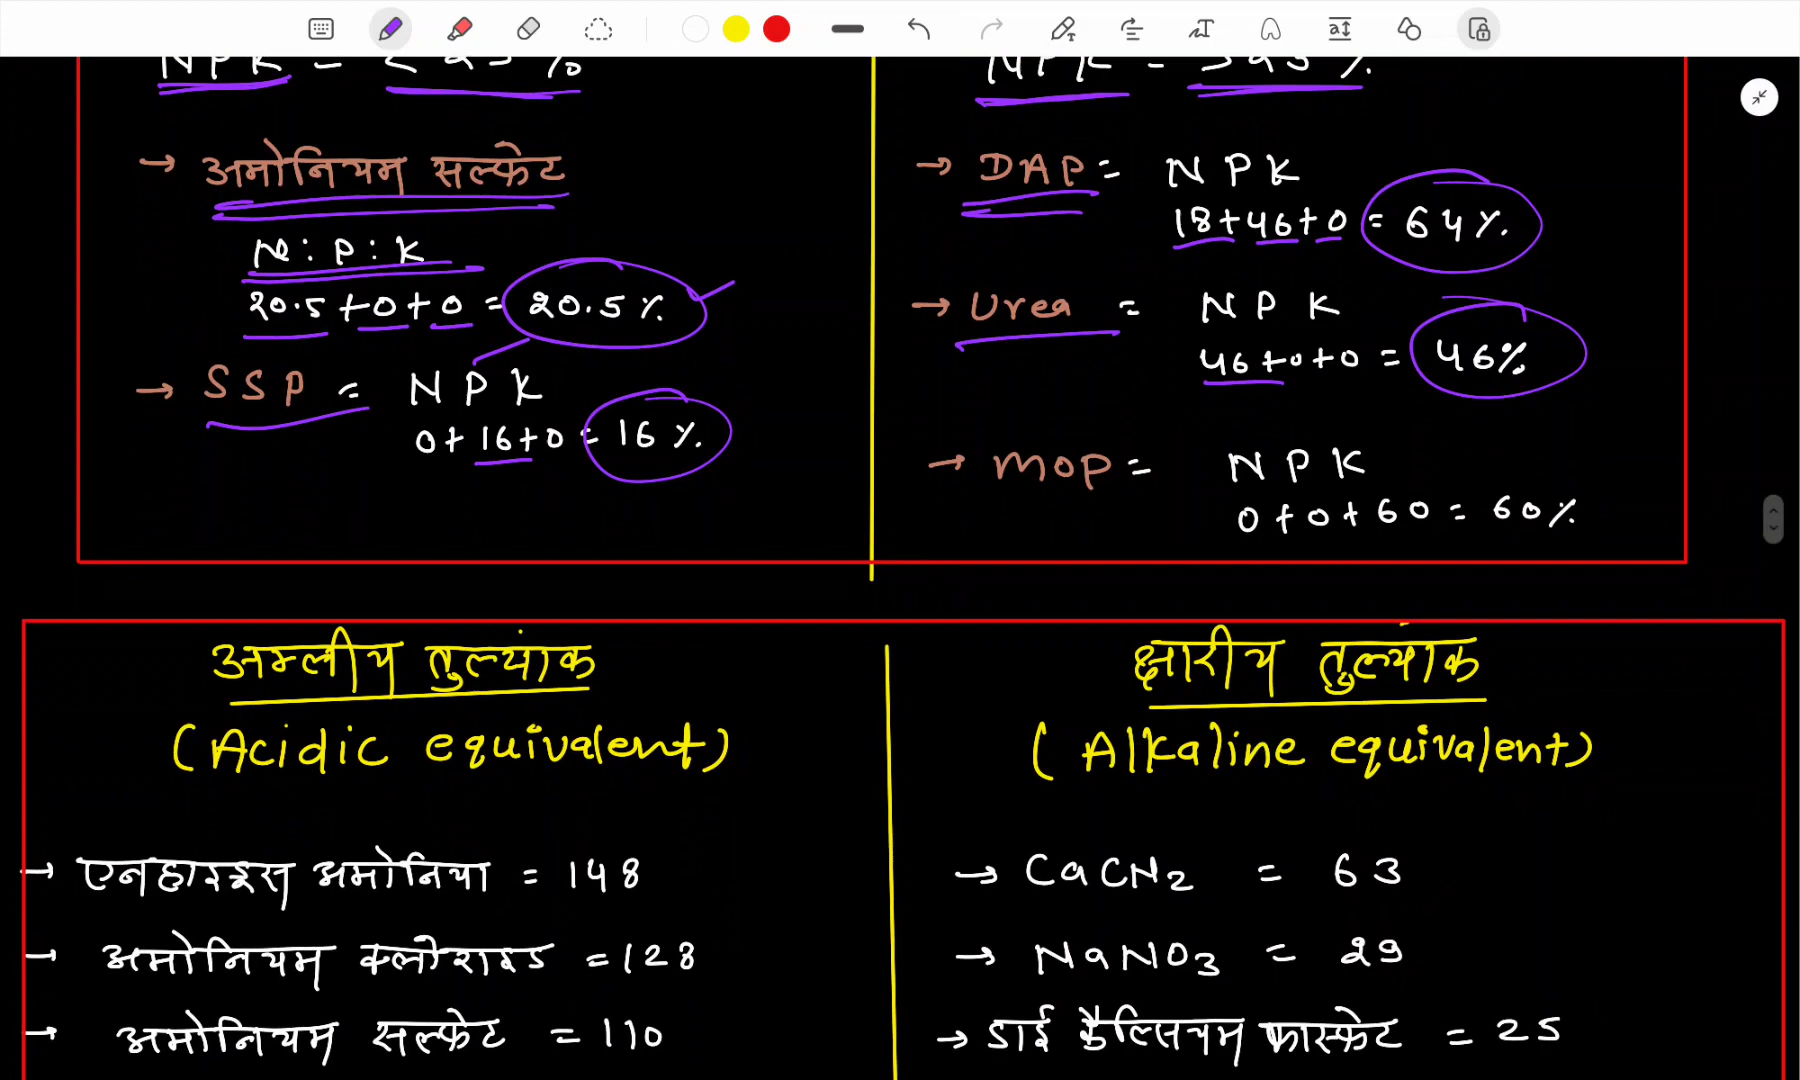 NPK =
→ अमोनियम सल्फेट
N : P : K
20.5 + 0 + 0 = 20.5 %
→ SSP = N P K
0 + 16 + 0 = 16 %.
NPK =
→ DAP = N P K
18 + 46 + 0 = 64 %.
→ Urea = N P K
46 + 0 + 0 = 46%
→ MOP = N P K
0 + 0 + 60 = 60 %.
अम्लीय तुल्यांक
(Acidic equivalent)
→ एनहाइड्रस अमोनिया = 148
→ अमोनियम क्लोराइड = 128
→ अमोनियम सल्फेट = 110
क्षारीय तुल्यांक
( Alkaline equivalent)
→ CaCN2 = 63
→ NaNO3 = 29
→ डाई कैल्सियम फास्फेट = 25